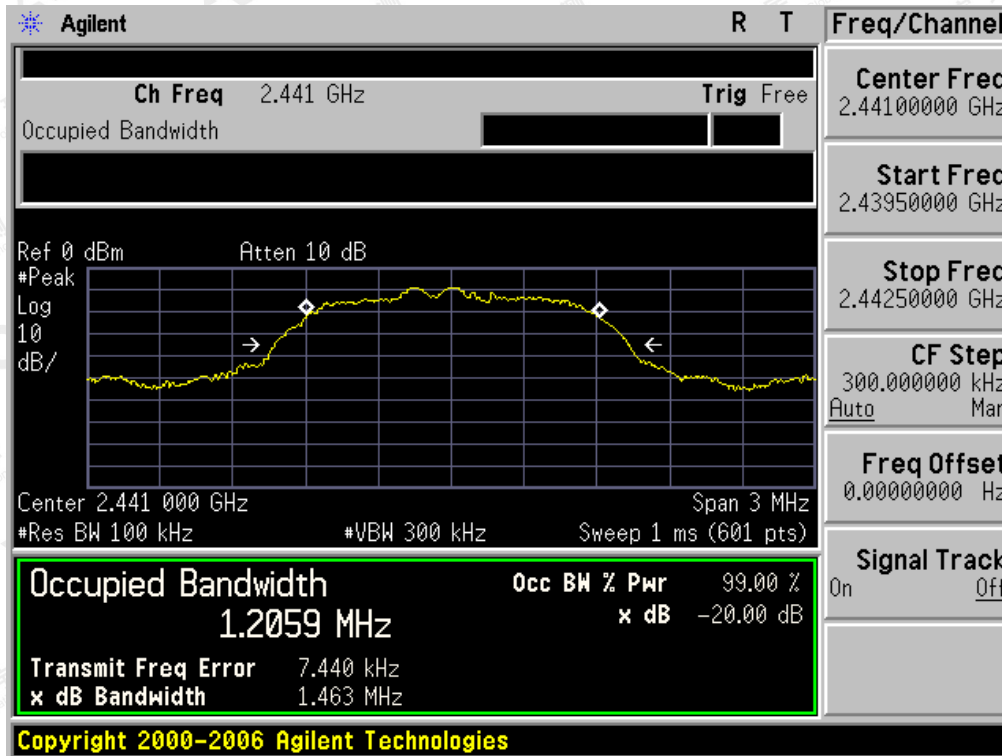 Agilent R T Freq/Channel
Ch Freq 2.441 GHz Trig Free
Occupied Bandwidth
Center Freq
2.44100000 GHz
Start Freq
2.43950000 GHz
Stop Freq
2.44250000 GHz
CF Step
300.000000 kHz
Auto Man
Freq Offset
0.00000000 Hz
Signal Track
On Off
Ref 0 dBm Atten 10 dB
#Peak
Log
10
dB/
Center 2.441 000 GHz Span 3 MHz
#Res BW 100 kHz #VBW 300 kHz Sweep 1 ms (601 pts)
Occupied Bandwidth Occ BW % Pwr 99.00 %
1.2059 MHz x dB -20.00 dB
Transmit Freq Error 7.440 kHz
x dB Bandwidth 1.463 MHz
Copyright 2000-2006 Agilent Technologies